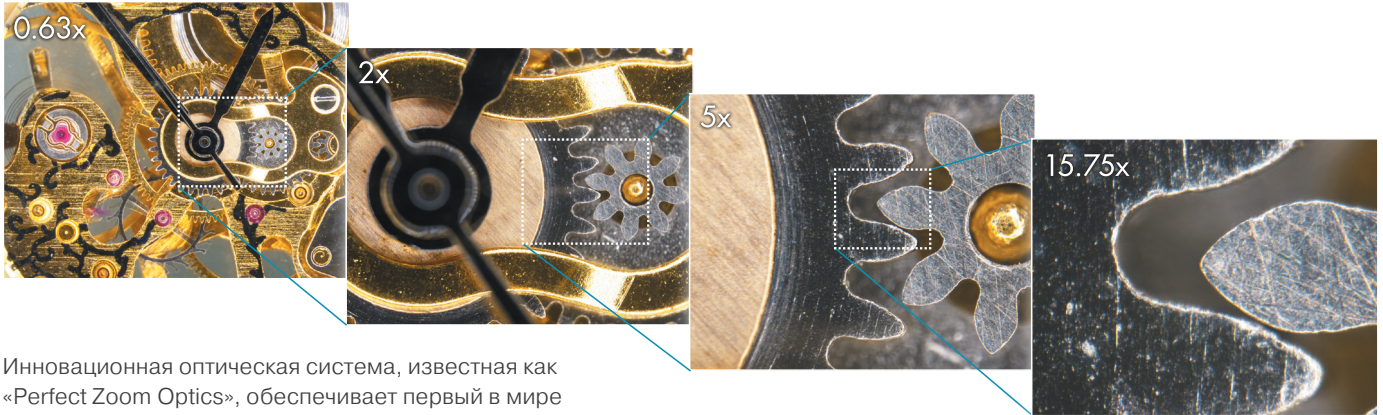 0.63x
2x
5x
15.75x
Инновационная оптическая система, известная как
«Perfect Zoom Optics», обеспечивает первый в мире